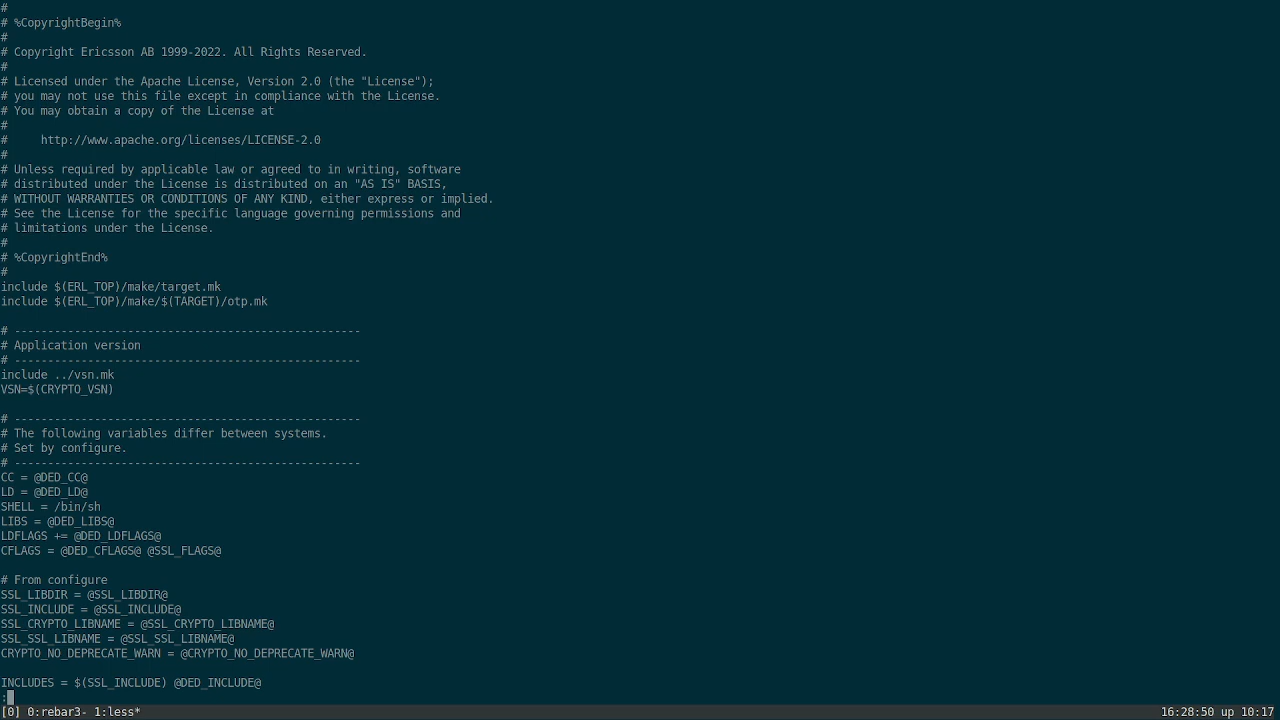 #
# %CopyrightBegin%
#
# Copyright Ericsson AB 1999-2022. All Rights Reserved.
#
# Licensed under the Apache License, Version 2.0 (the "License");
# you may not use this file except in compliance with the License.
# You may obtain a copy of the License at
#
#     http://www.apache.org/licenses/LICENSE-2.0
#
# Unless required by applicable law or agreed to in writing, software
# distributed under the License is distributed on an "AS IS" BASIS,
# WITHOUT WARRANTIES OR CONDITIONS OF ANY KIND, either express or implied.
# See the License for the specific language governing permissions and
# limitations under the License.
#
# %CopyrightEnd%
#
include $(ERL_TOP)/make/target.mk
include $(ERL_TOP)/make/$(TARGET)/otp.mk

# ----------------------------------------------------
# Application version
# ----------------------------------------------------
include ../vsn.mk
VSN=$(CRYPTO_VSN)

# ----------------------------------------------------
# The following variables differ between systems.
# Set by configure.
# ----------------------------------------------------
CC = @DED_CC@
LD = @DED_LD@
SHELL = /bin/sh
LIBS = @DED_LIBS@
LDFLAGS += @DED_LDFLAGS@
CFLAGS = @DED_CFLAGS@ @SSL_FLAGS@

# From configure
SSL_LIBDIR = @SSL_LIBDIR@
SSL_INCLUDE = @SSL_INCLUDE@
SSL_CRYPTO_LIBNAME = @SSL_CRYPTO_LIBNAME@
SSL_SSL_LIBNAME = @SSL_SSL_LIBNAME@
CRYPTO_NO_DEPRECATE_WARN = @CRYPTO_NO_DEPRECATE_WARN@

INCLUDES = $(SSL_INCLUDE) @DED_INCLUDE@
:
[0] 0:rebar3- 1:less* 16:28:50 up 10:17